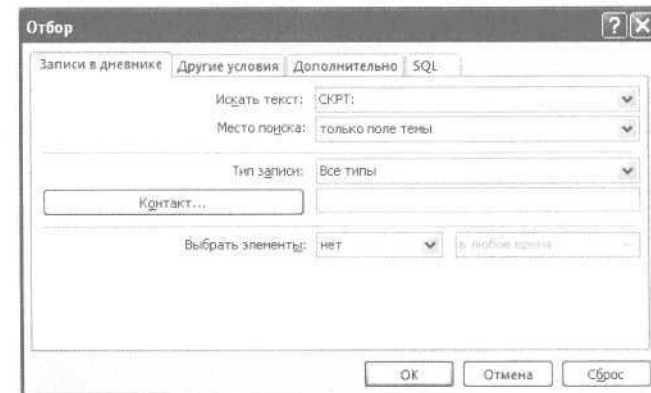 Отбор
Записи в дневнике Другие условия Дополнительно SQL
Искать текст: СКРТ:
Место поиска: только поле темы
Тип записи: Все типы
Контакт...
Выбрать элементы: нет в любое время
ОК Отмена Сброс